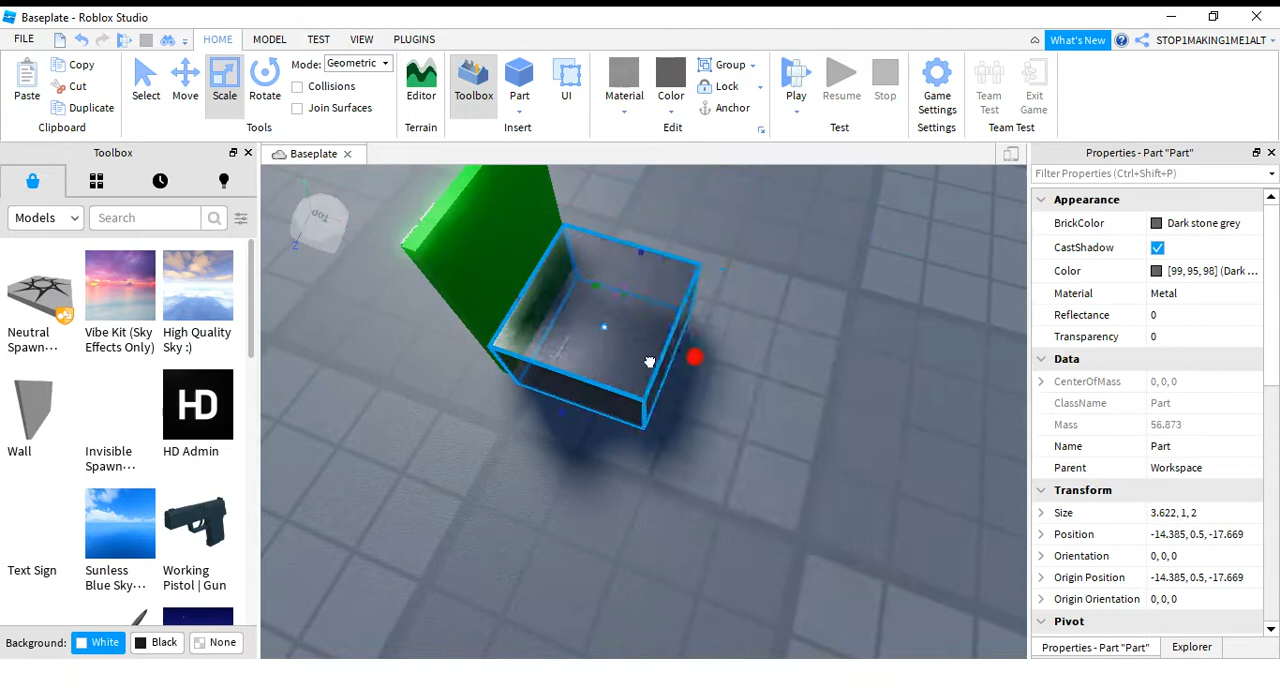 Baseplate - Roblox Studio
FILE HOME MODEL TEST VIEW PLUGINS What's New STOP1MAKING1ME1ALT
Paste Copy Cut Duplicate Clipboard
Select Move Scale Rotate Mode: Geometric Collisions Join Surfaces Tools
Editor Terrain
Toolbox Part UI Insert
Material Color Group Lock Anchor Edit
Play Resume Stop Test
Game Settings Settings
Team Test Exit Game Team Test
Toolbox
Baseplate
Properties - Part "Part"
Models Search
Filter Properties (Ctrl+Shift+P)
Neutral Spawn...
Vibe Kit (Sky Effects Only)
High Quality Sky :)
Wall
Invisible Spawn...
HD
HD Admin
Text Sign
Sunless Blue Sky...
Working Pistol | Gun
Background: White Black None
Top
Z
Appearance
BrickColor Dark stone grey
CastShadow
Color [99, 95, 98] (Dark ...
Material Metal
Reflectance 0
Transparency 0
Data
CenterOfMass 0, 0, 0
ClassName Part
Mass 56.873
Name Part
Parent Workspace
Transform
Size 3.622, 1, 2
Position -14.385, 0.5, -17.669
Orientation 0, 0, 0
Origin Position -14.385, 0.5, -17.669
Origin Orientation 0, 0, 0
Pivot
Properties - Part "Part" Explorer